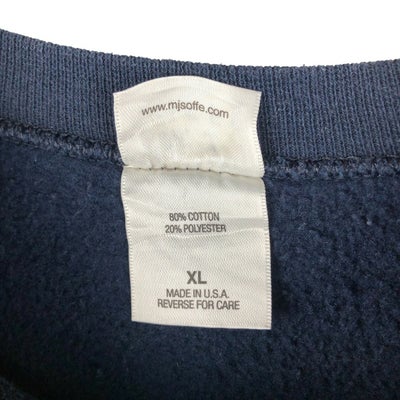 www.mjsoffe.com
80% COTTON
20% POLYESTER
XL
MADE IN U.S.A.
REVERSE FOR CARE